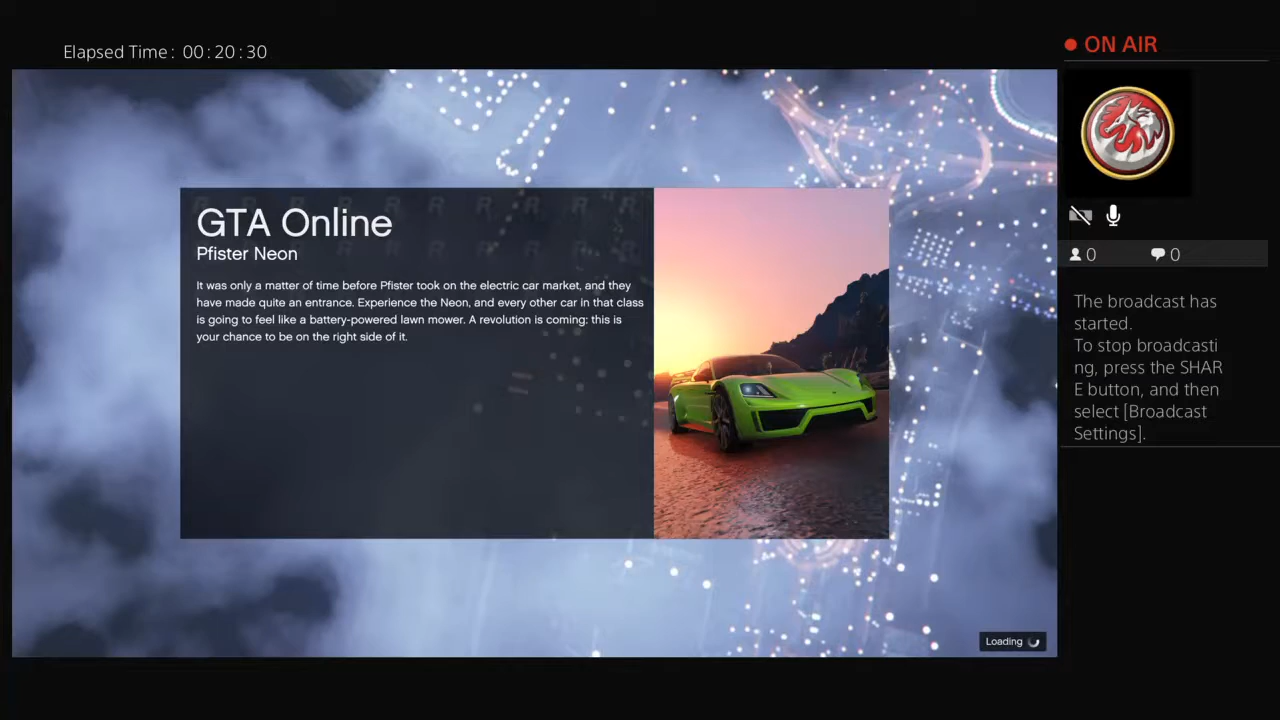 Elapsed Time: 00:20:30
ON AIR
GTA Online
Pfister Neon
It was only a matter of time before Pfister took on the electric car market, and they
have made quite an entrance. Experience the Neon, and every other car in that class
is going to feel like a battery-powered lawn mower. A revolution is coming: this is
your chance to be on the right side of it.
0
0
The broadcast has
started.
To stop broadcasti
ng, press the SHAR
E button, and then
select [Broadcast
Settings].
Loading